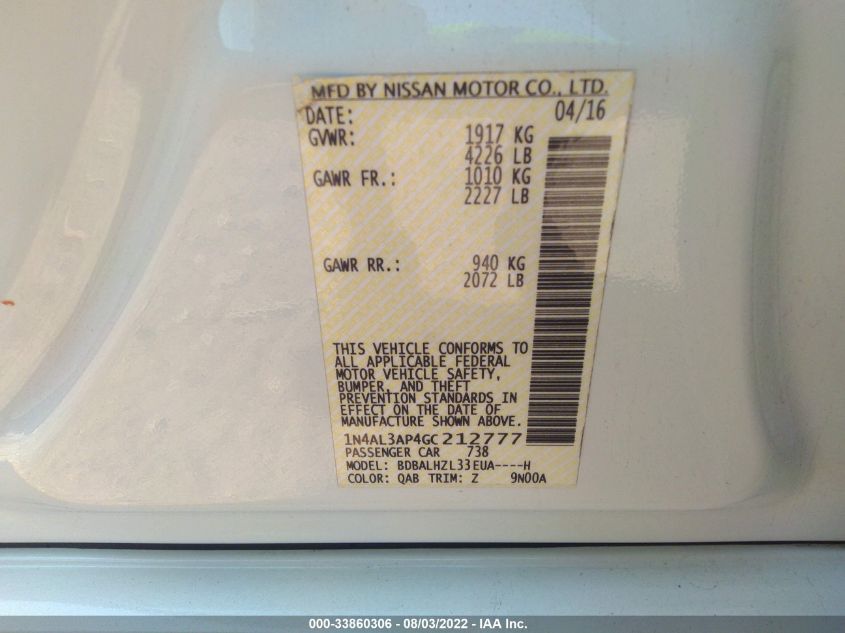 MFD BY NISSAN MOTOR CO., LTD.
DATE: 04/16
GVWR: 1917 KG
4226 LB
GAWR FR.: 1010 KG
2227 LB
GAWR RR.: 940 KG
2072 LB
THIS VEHICLE CONFORMS TO
ALL APPLICABLE FEDERAL
MOTOR VEHICLE SAFETY,
BUMPER, AND THEFT
PREVENTION STANDARDS IN
EFFECT ON THE DATE OF
MANUFACTURE SHOWN ABOVE.
1N4AL3AP4GC212777
PASSENGER CAR 738
MODEL: BDBALHZL33EUA----H
COLOR: QAB TRIM: Z 9N00A
000-33860306 - 08/03/2022 - IAA Inc.